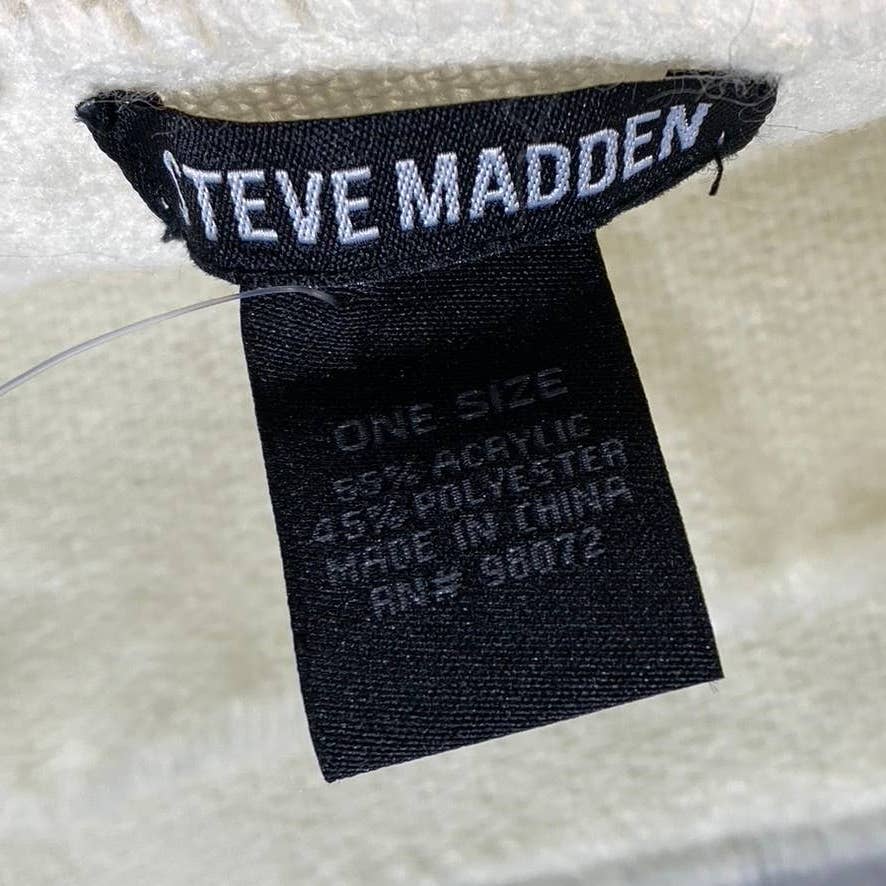 STEVE MADDEN
ONE SIZE
55% ACRYLIC
45% POLYESTER
MADE IN CHINA
RN# 98072